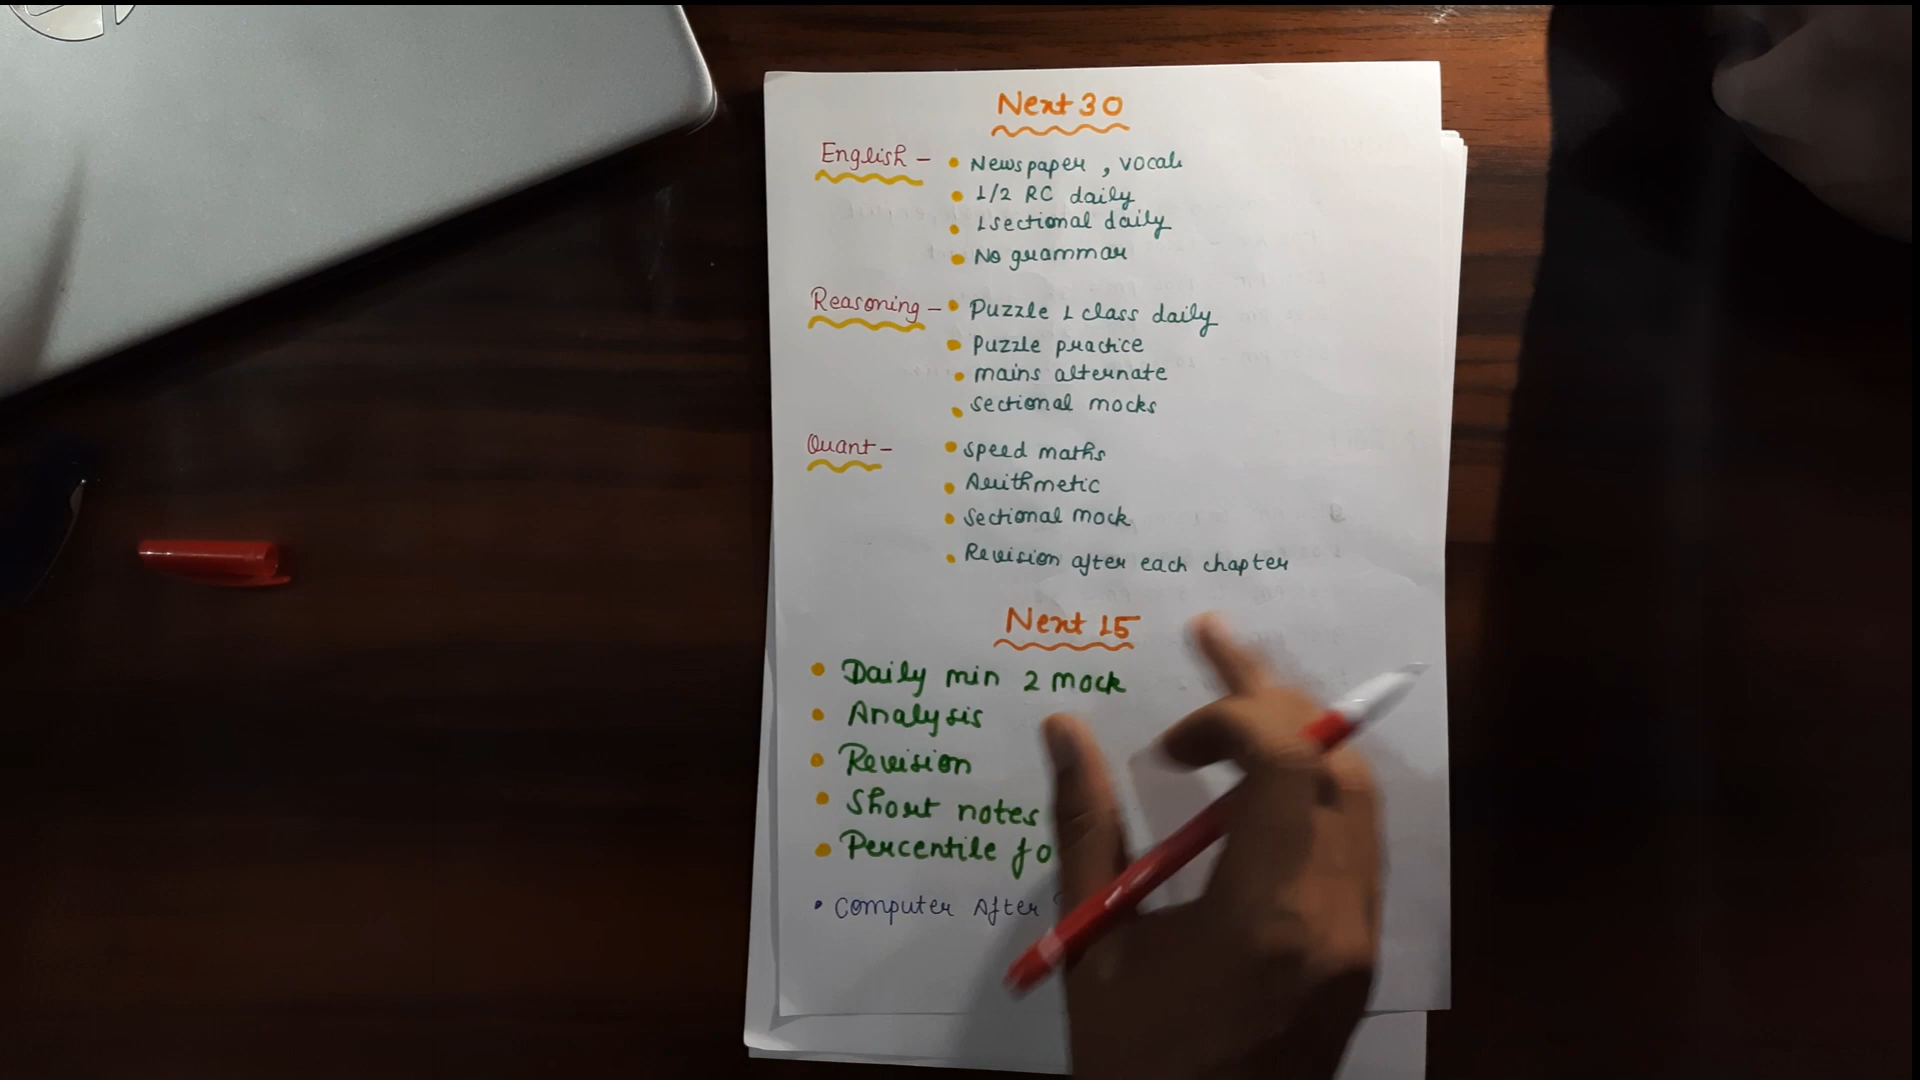 Next 30
English - • Newspaper, vocab
• 1/2 RC daily
• 1 sectional daily
• No grammar
Reasoning - • Puzzle 1 class daily
• Puzzle practice
• mains alternate
• Sectional mocks
Quant - • speed maths
• Arithmetic
• Sectional mock
• Revision after each chapter
Next 15
• Daily min 2 mock
• Analysis
• Revision
• Short notes
• Percentile
• Computer After